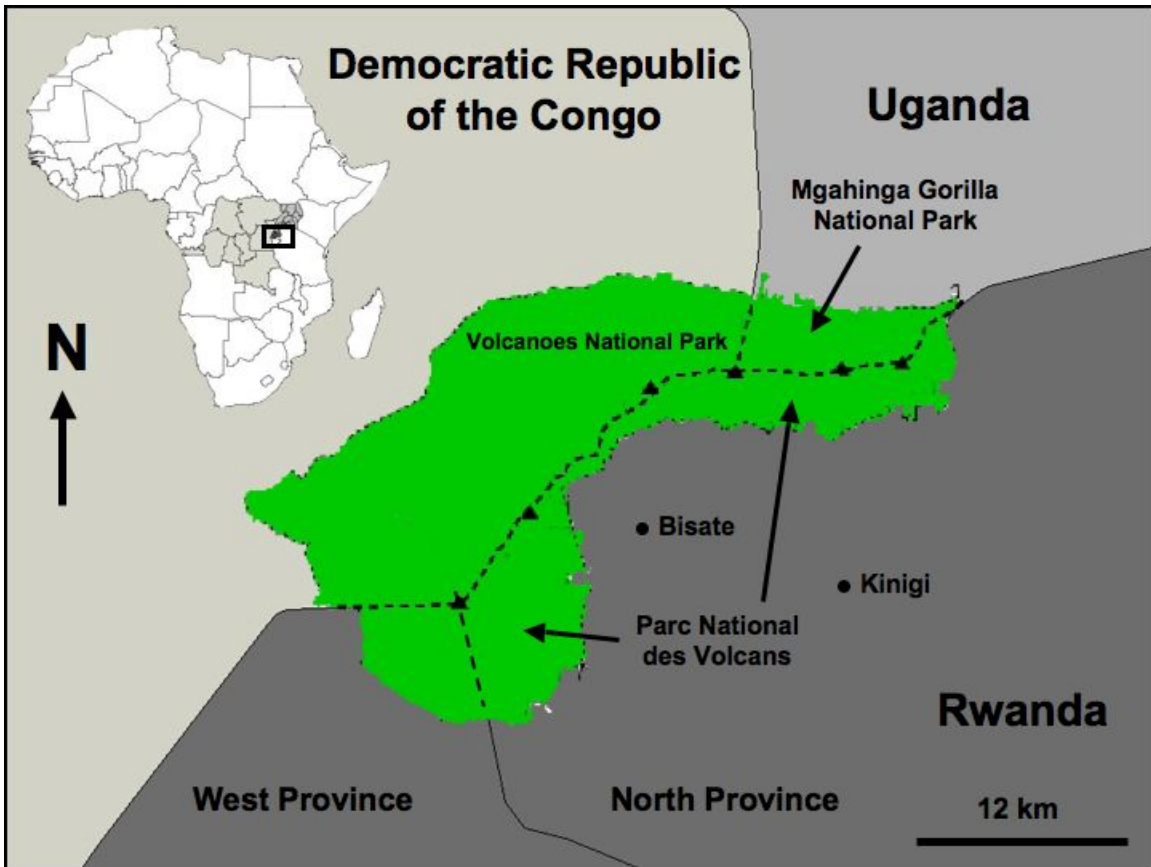 Democratic Republic
of the Congo
Uganda
Mgahinga Gorilla
National Park
N
Volcanoes National Park
Bisate
Kinigi
Parc National
des Volcans
Rwanda
West Province
North Province
12 km